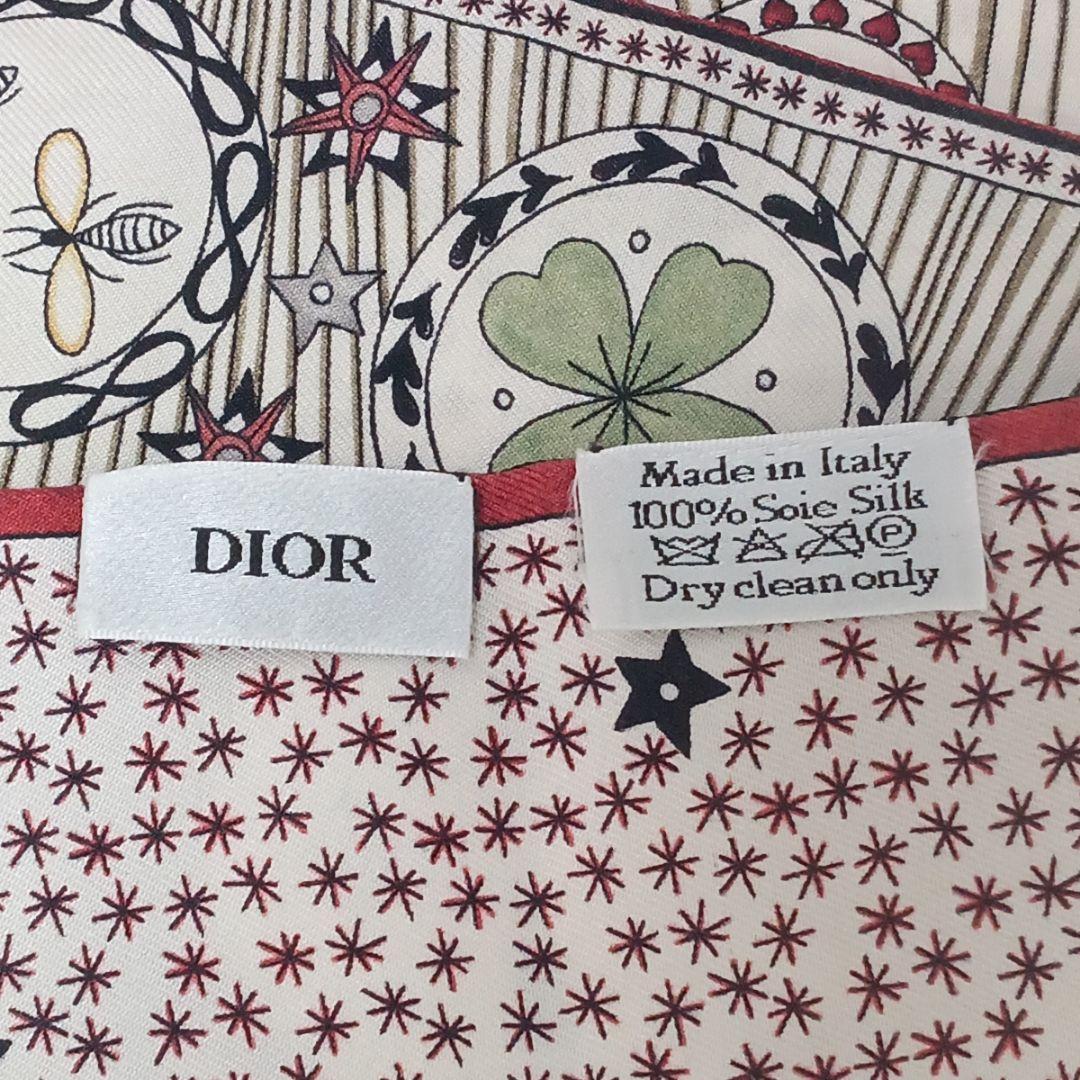 DIOR
Made in Italy
100% Soie Silk
P
Dry clean only